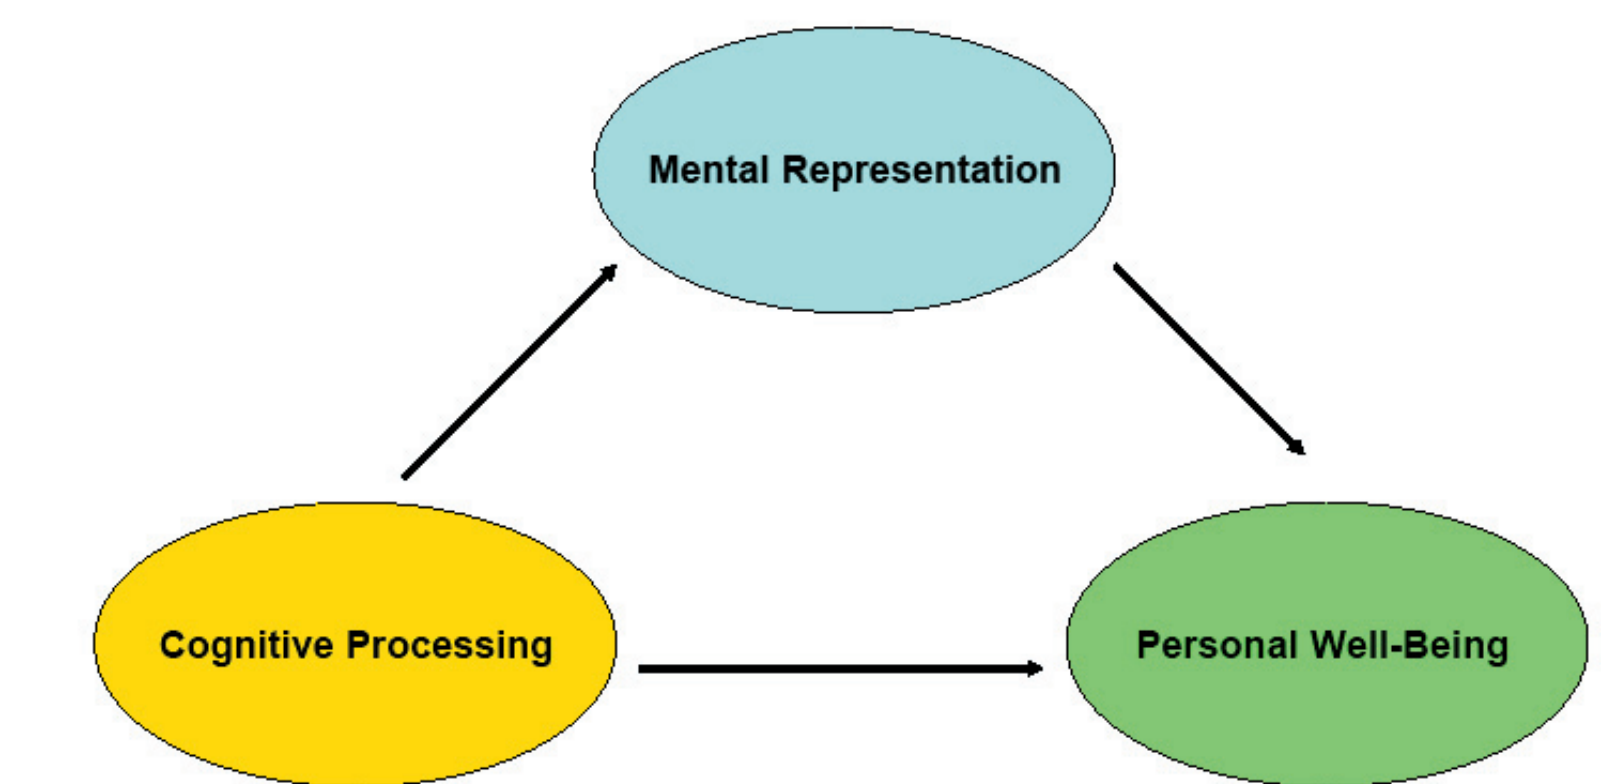 Mental Representation
Cognitive Processing
Personal Well-Being